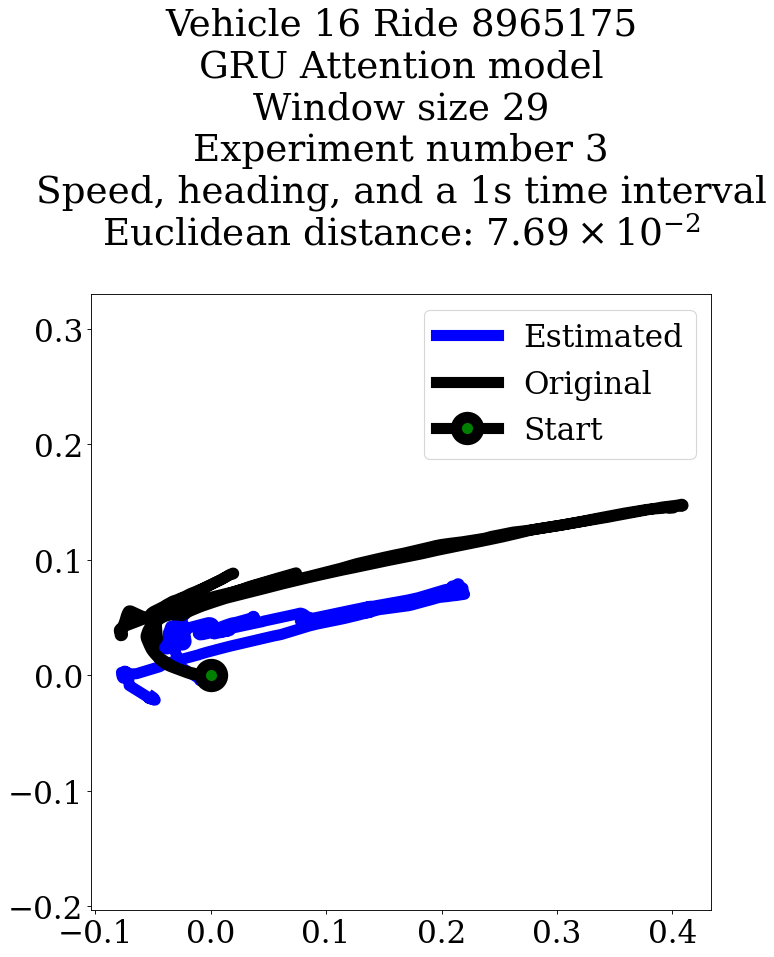 Vehicle 16 Ride 8965175
GRU Attention model
Window size 29
Experiment number 3
Speed, heading, and a 1s time interval
Euclidean distance: 7.69 × 10⁻²
Estimated
Original
Start
0.3
0.2
0.1
0.0
−0.1
−0.2
−0.1 0.0 0.1 0.2 0.3 0.4